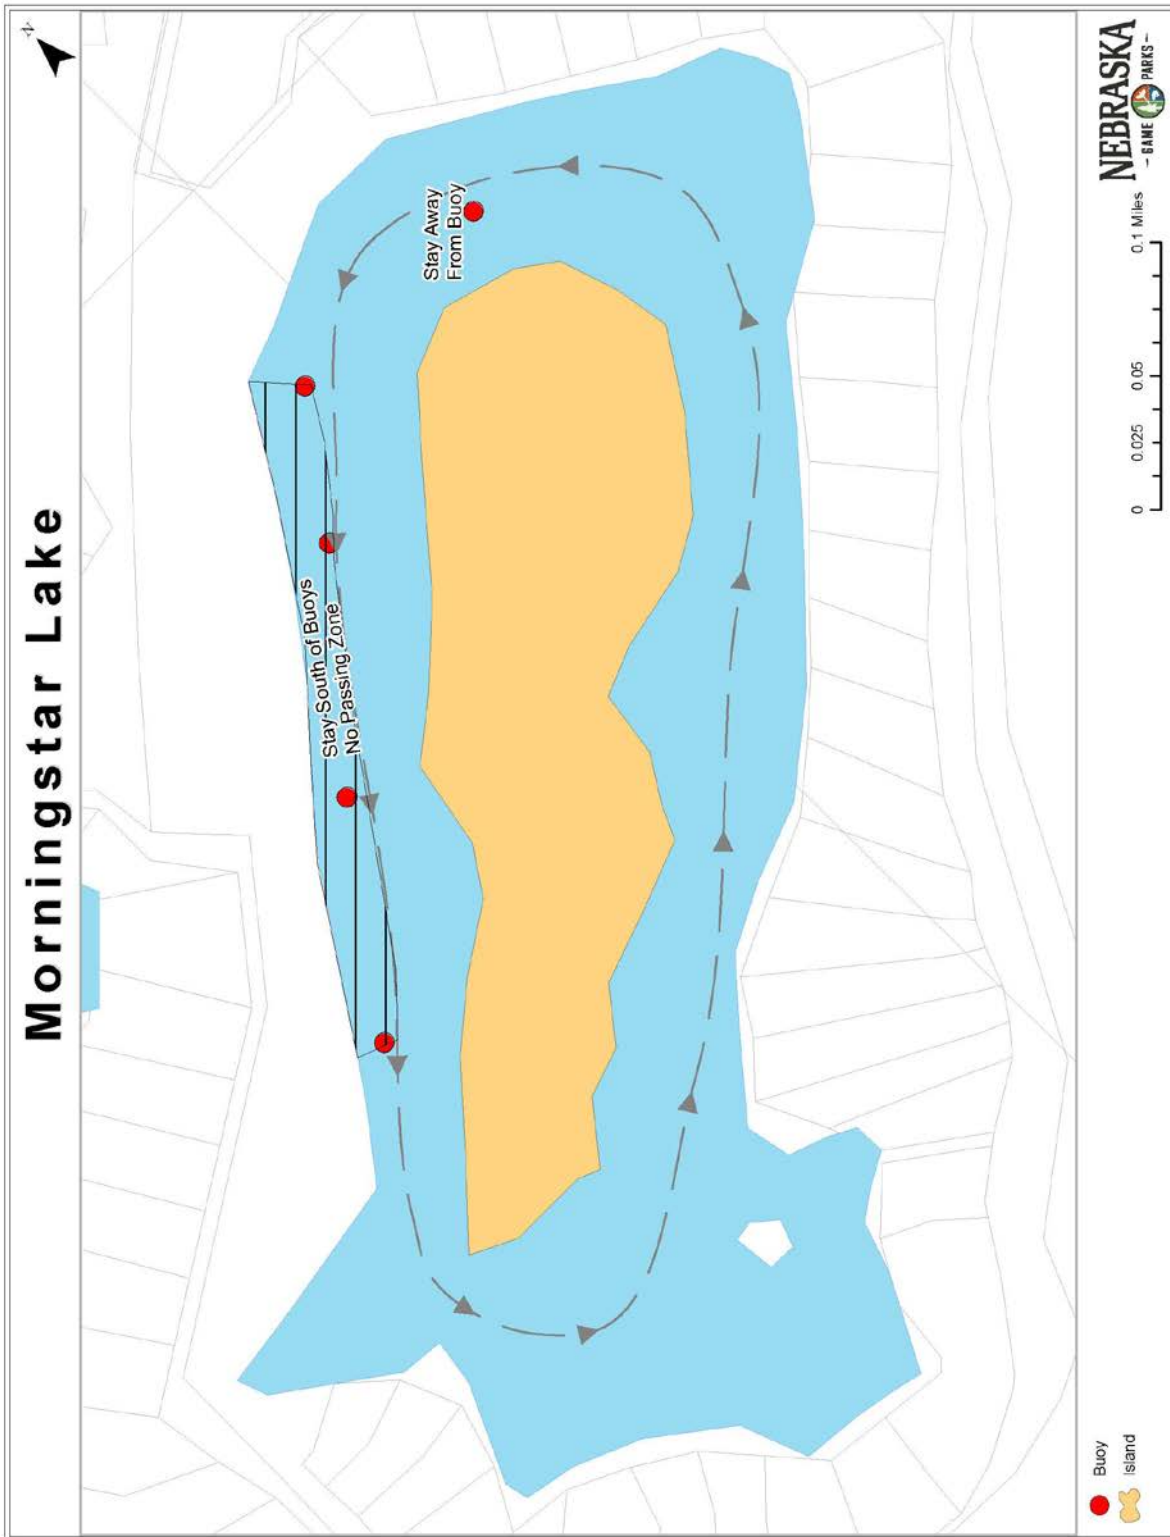 Morningstar Lake
N
Stay Away
From Buoy
Stay South of Buoys
No Passing Zone
Buoy
Island
0 0.025 0.05 0.1 Miles
NEBRASKA
- GAME PARKS -